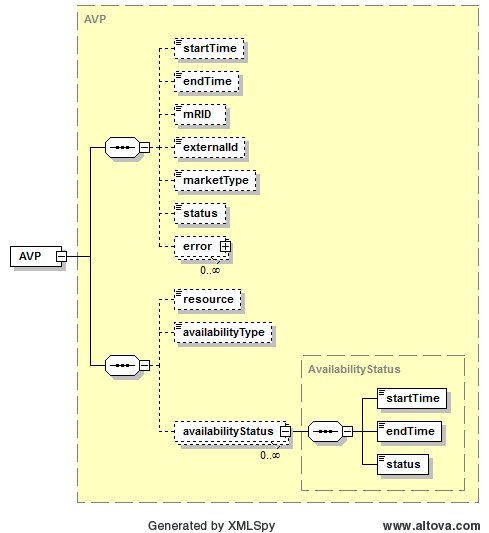 AVP
startTime
endTime
mRID
externalId
marketType
status
error
0..∞
AVP
resource
availabilityType
AvailabilityStatus
startTime
availabilityStatus
endTime
0..∞
status
Generated by XMLSpy www.altova.com